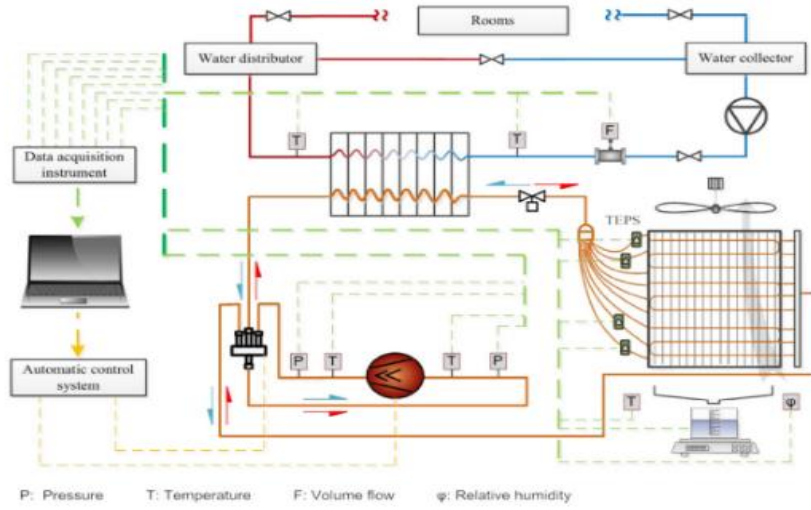 Rooms
Water distributor
Water collector
F
T
T
Data acquisition
instrument
TEPS
P
T
T
P
Automatic control
system
T
φ
P: Pressure
T: Temperature
F: Volume flow
φ: Relative humidity